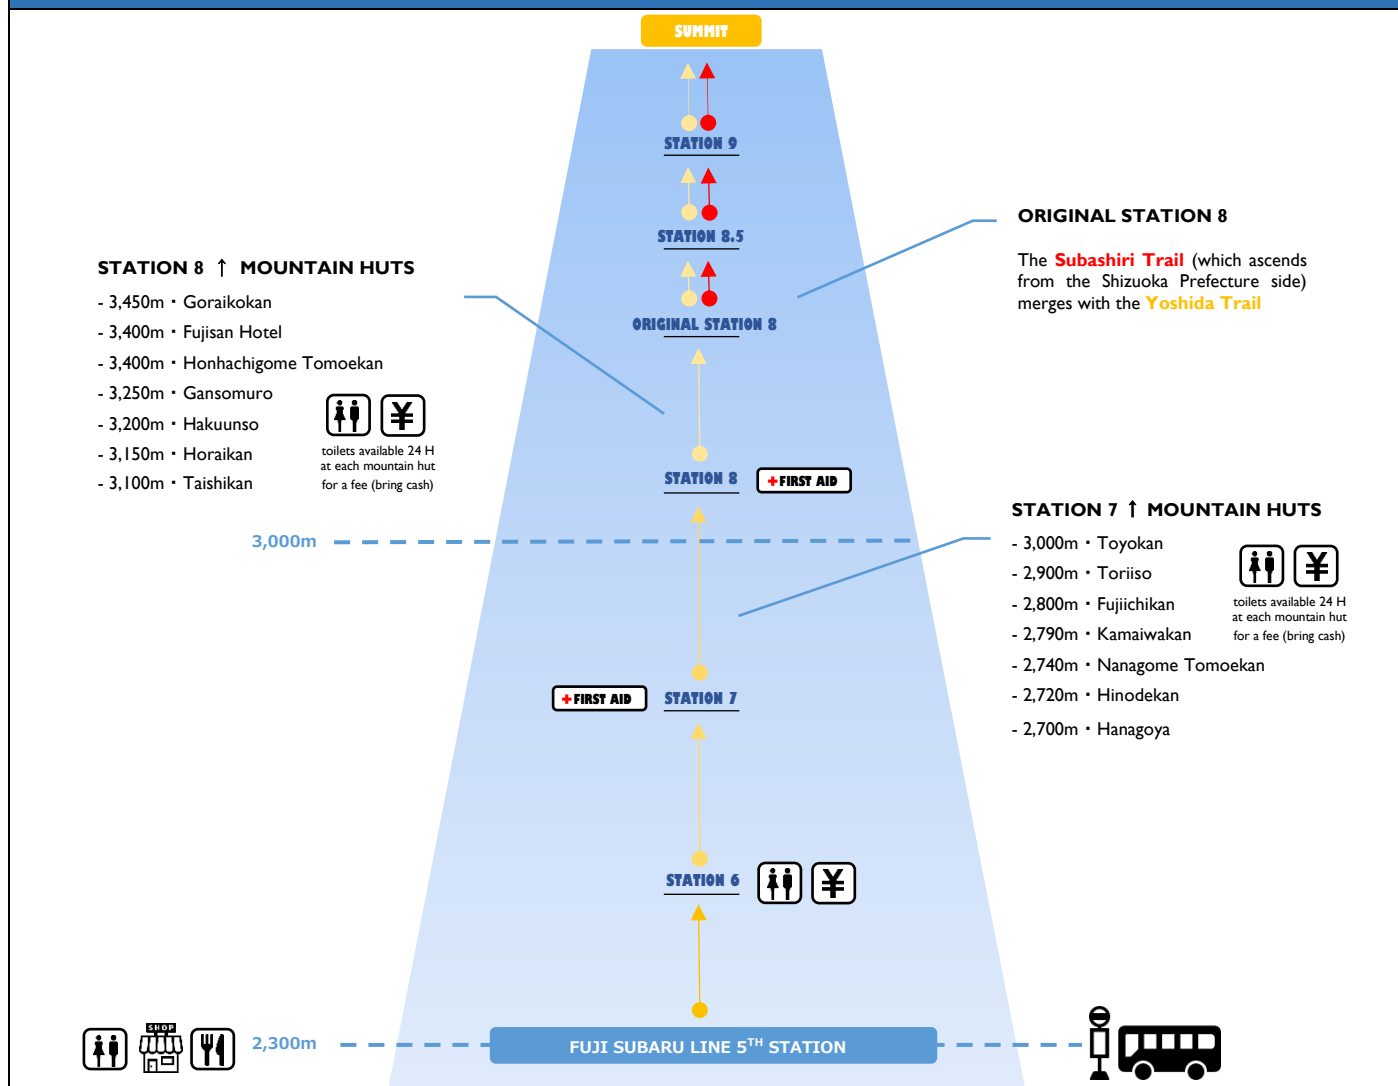 SUMMIT
STATION 9
STATION 8.5
ORIGINAL STATION 8
ORIGINAL STATION 8
The Subashiri Trail (which ascends
from the Shizuoka Prefecture side)
merges with the Yoshida Trail
STATION 8 ↑ MOUNTAIN HUTS
- 3,450m・Goraikokan
- 3,400m・Fujisan Hotel
- 3,400m・Honhachigome Tomoekan
- 3,250m・Gansomuro
- 3,200m・Hakuunso
- 3,150m・Horaikan
- 3,100m・Taishikan
¥
toilets available 24 H
at each mountain hut
for a fee (bring cash)
STATION 8
+FIRST AID
3,000m
STATION 7 ↑ MOUNTAIN HUTS
- 3,000m・Toyokan
- 2,900m・Toriiso
- 2,800m・Fujiichikan
- 2,790m・Kamaiwakan
- 2,740m・Nanagome Tomoekan
- 2,720m・Hinodekan
- 2,700m・Hanagoya
¥
toilets available 24 H
at each mountain hut
for a fee (bring cash)
+FIRST AID
STATION 7
STATION 6
¥
SHOP
2,300m
FUJI SUBARU LINE 5TH STATION